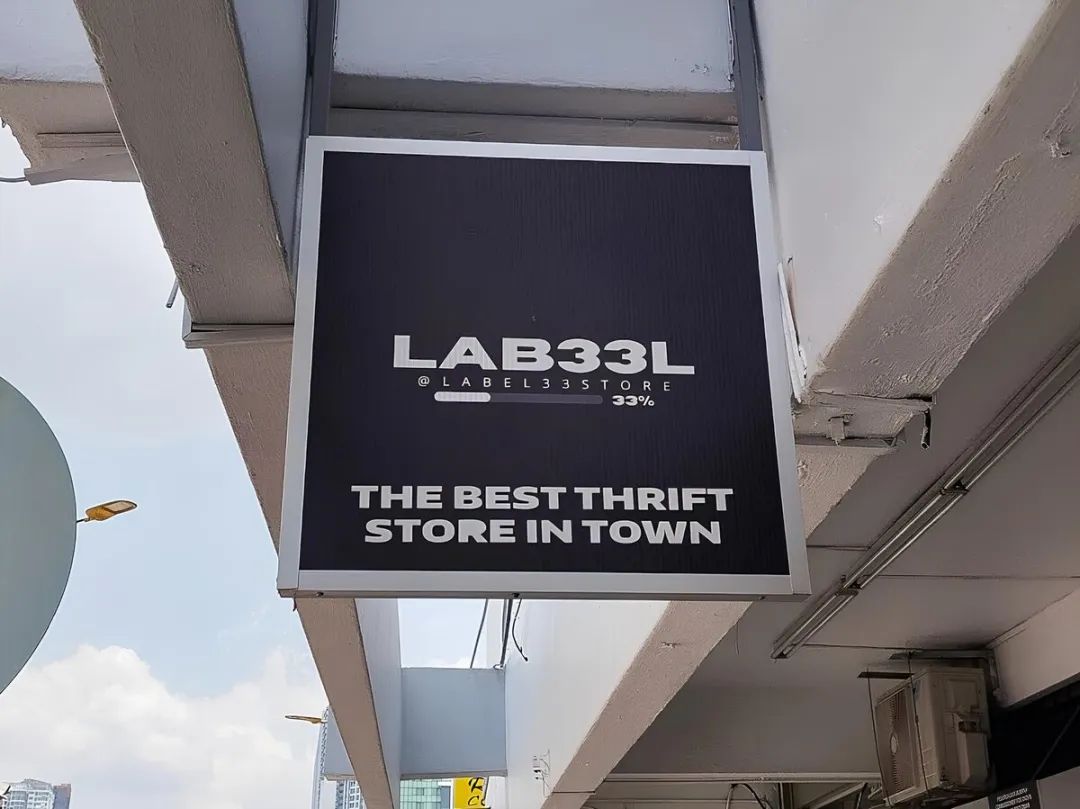 LAB33L
@LABEL33STORE
33%
THE BEST THRIFT
STORE IN TOWN